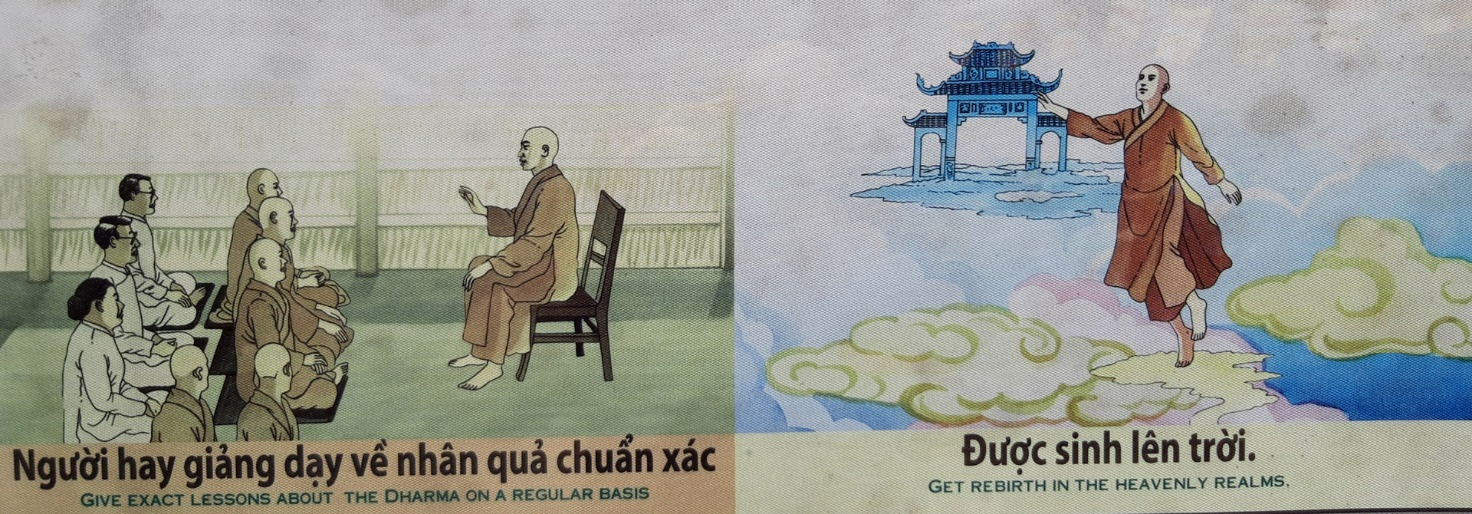 Người hay giảng dạy về nhân quả chuẩn xác
GIVE EXACT LESSONS ABOUT THE DHARMA ON A REGULAR BASIS
Được sinh lên trời.
GET REBIRTH IN THE HEAVENLY REALMS.